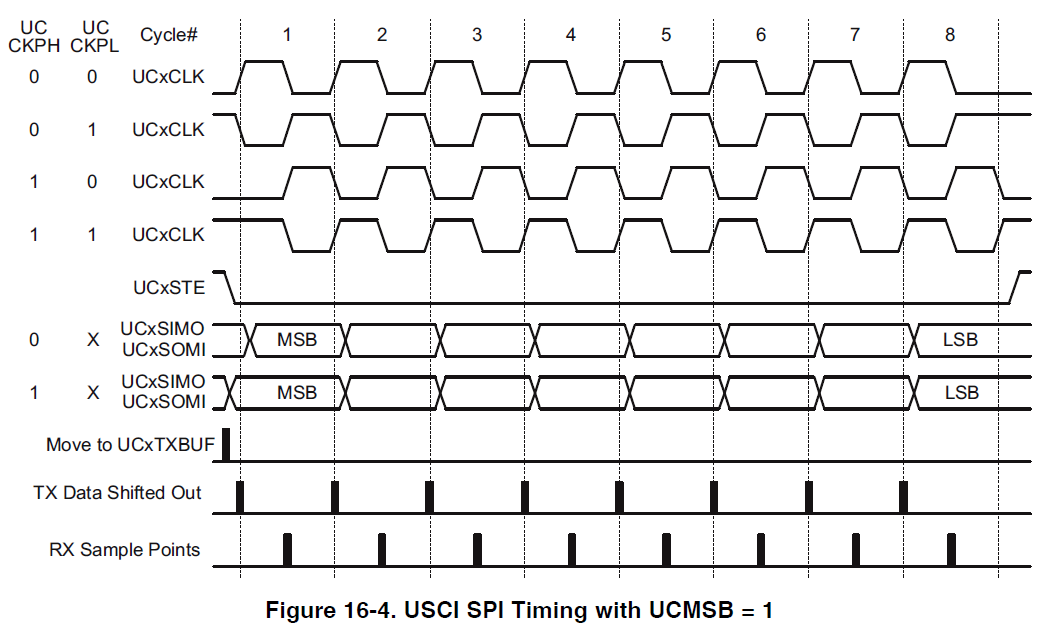 UC CKPH UC CKPL Cycle# 1 2 3 4 5 6 7 8
0 0 UCxCLK
0 1 UCxCLK
1 0 UCxCLK
1 1 UCxCLK
UCxSTE
0 X UCxSIMO UCxSOMI MSB LSB
1 X UCxSIMO UCxSOMI MSB LSB
Move to UCxTXBUF
TX Data Shifted Out
RX Sample Points
Figure 16-4. USCI SPI Timing with UCMSB = 1